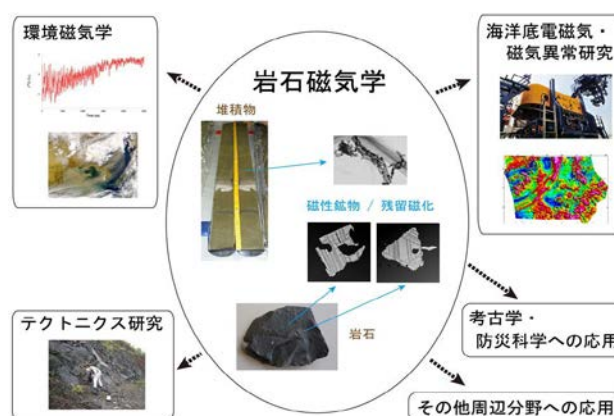 環境磁気学
岩石磁気学
堆積物
磁性鉱物 / 残留磁化
岩石
海洋底電磁気・
磁気異常研究
テクトニクス研究
考古学・
防災科学への応用
その他周辺分野への応用